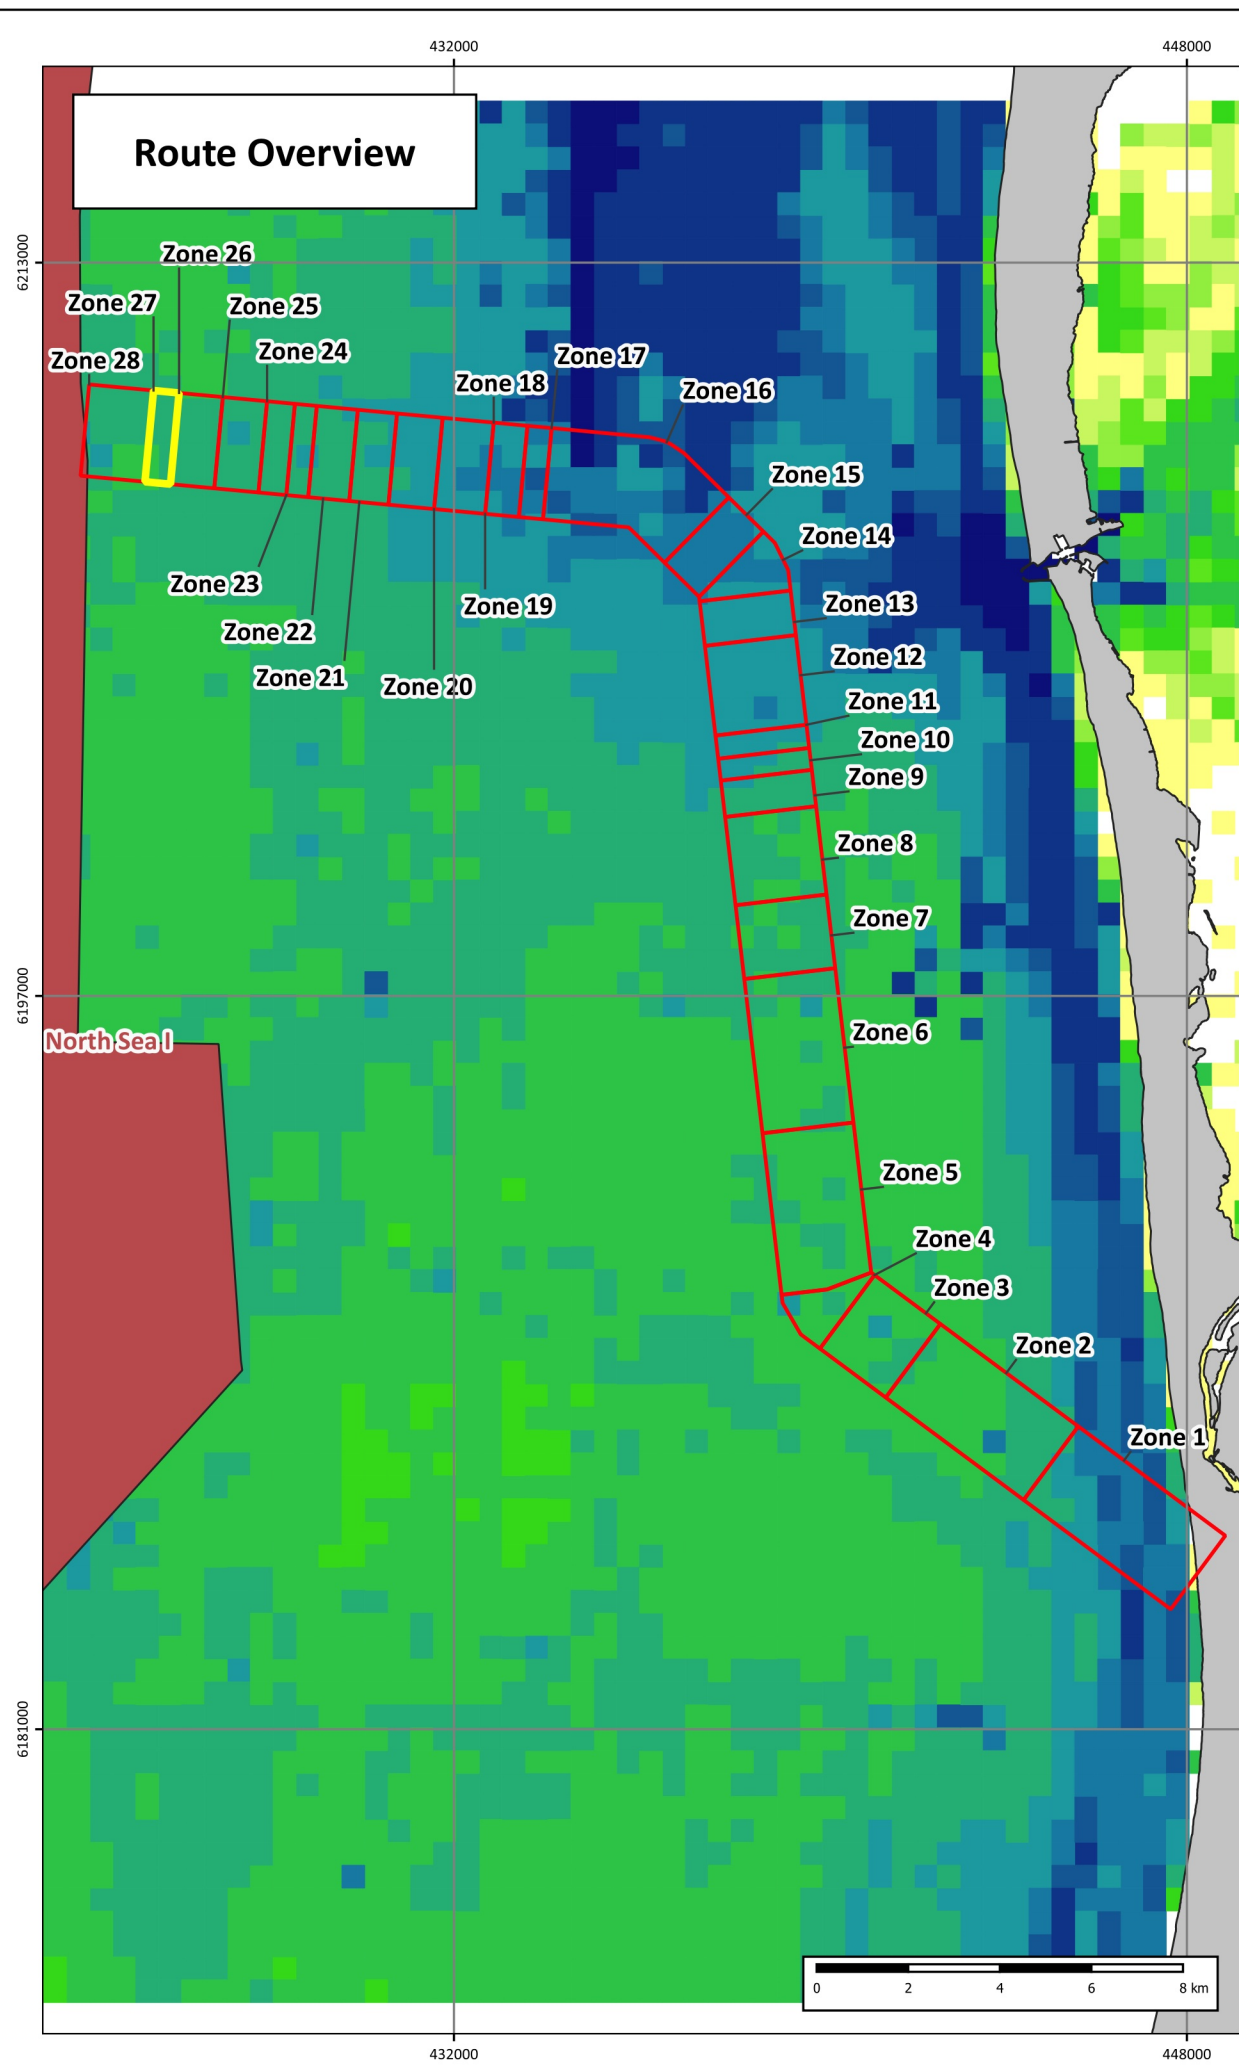 432000
448000
Route Overview
6213000
Zone 26
Zone 27
Zone 25
Zone 24
Zone 28
Zone 17
Zone 18
Zone 16
Zone 15
Zone 14
Zone 23
Zone 19
Zone 13
Zone 22
Zone 12
Zone 21
Zone 20
Zone 11
Zone 10
Zone 9
Zone 8
Zone 7
6197000
Zone 6
North Sea I
Zone 5
Zone 4
Zone 3
Zone 2
Zone 1
6181000
0 2 4 6 8 km
432000
448000